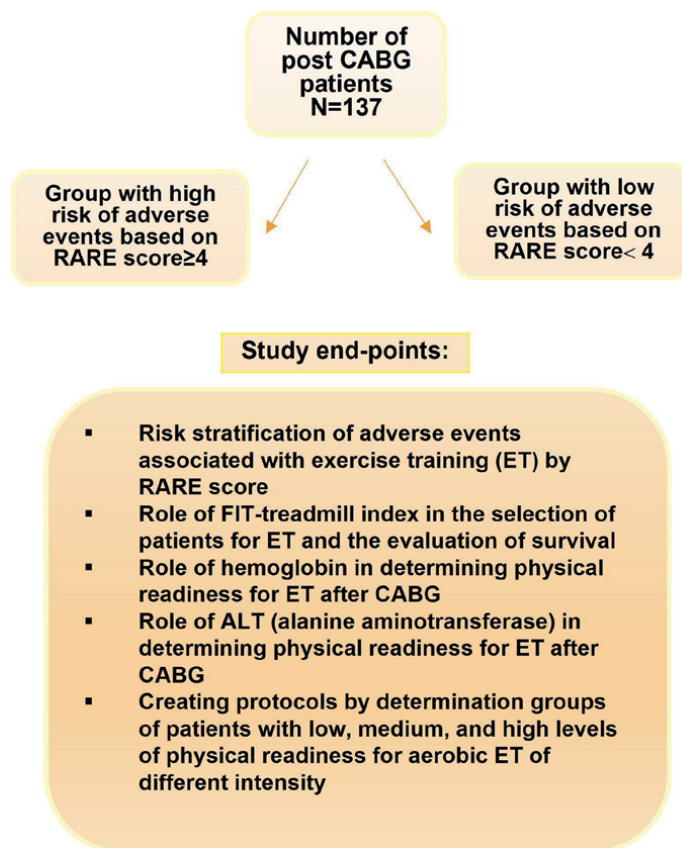 Number of
post CABG
patients
N=137
Group with high
risk of adverse
events based on
RARE score≥4
Group with low
risk of adverse
events based on
RARE score< 4
Study end-points:
▪ Risk stratification of adverse events
associated with exercise training (ET) by
RARE score
▪ Role of FIT-treadmill index in the selection of
patients for ET and the evaluation of survival
▪ Role of hemoglobin in determining physical
readiness for ET after CABG
▪ Role of ALT (alanine aminotransferase) in
determining physical readiness for ET after
CABG
▪ Creating protocols by determination groups
of patients with low, medium, and high levels
of physical readiness for aerobic ET of
different intensity